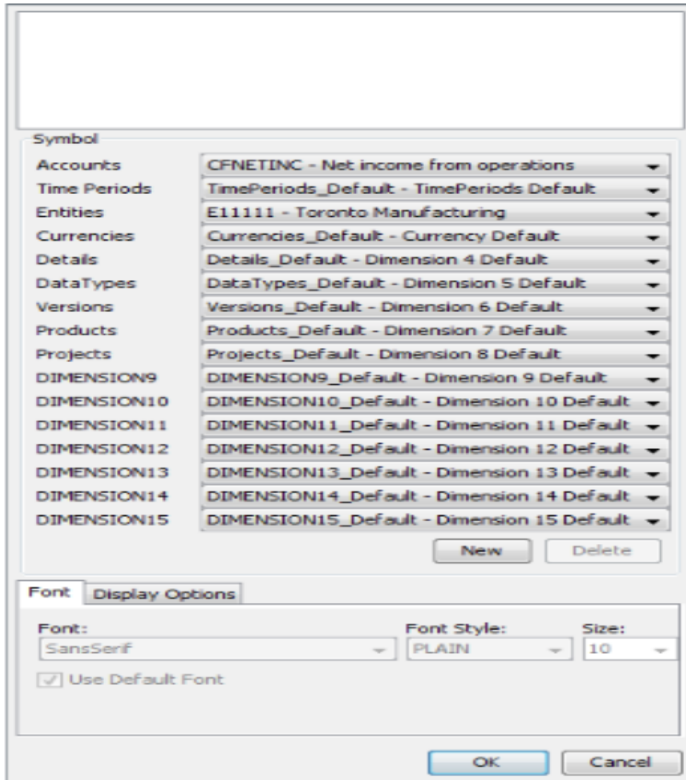 Symbol
Accounts CFNETINC - Net income from operations
Time Periods TimePeriods_Default - TimePeriods Default
Entities E11111 - Toronto Manufacturing
Currencies Currencies_Default - Currency Default
Details Details_Default - Dimension 4 Default
DataTypes DataTypes_Default - Dimension 5 Default
Versions Versions_Default - Dimension 6 Default
Products Products_Default - Dimension 7 Default
Projects Projects_Default - Dimension 8 Default
DIMENSION9 DIMENSION9_Default - Dimension 9 Default
DIMENSION10 DIMENSION10_Default - Dimension 10 Default
DIMENSION11 DIMENSION11_Default - Dimension 11 Default
DIMENSION12 DIMENSION12_Default - Dimension 12 Default
DIMENSION13 DIMENSION13_Default - Dimension 13 Default
DIMENSION14 DIMENSION14_Default - Dimension 14 Default
DIMENSION15 DIMENSION15_Default - Dimension 15 Default
New Delete
Font Display Options
Font: Font Style: Size:
SansSerif PLAIN 10
Use Default Font
OK Cancel